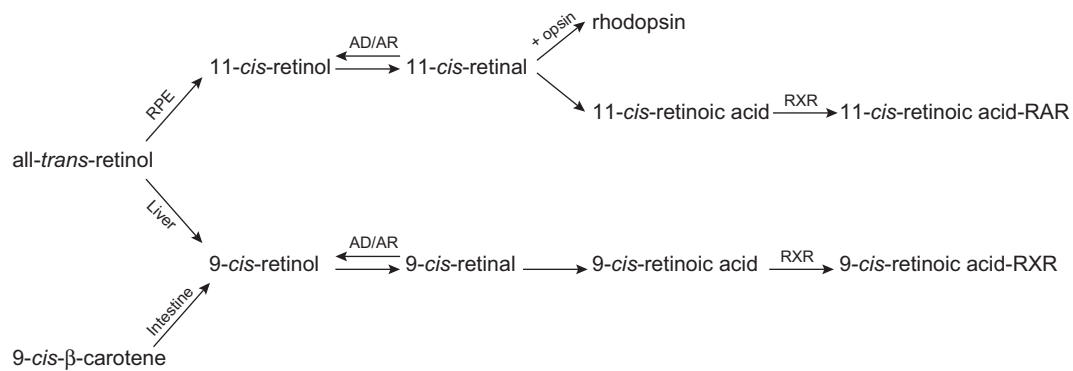 rhodopsin
+ opsin
AD/AR
11-cis-retinol
11-cis-retinal
RPE
11-cis-retinoic acid
RXR
11-cis-retinoic acid-RAR
all-trans-retinol
Liver
AD/AR
9-cis-retinol
9-cis-retinal
9-cis-retinoic acid
RXR
9-cis-retinoic acid-RXR
Intestine
9-cis-β-carotene